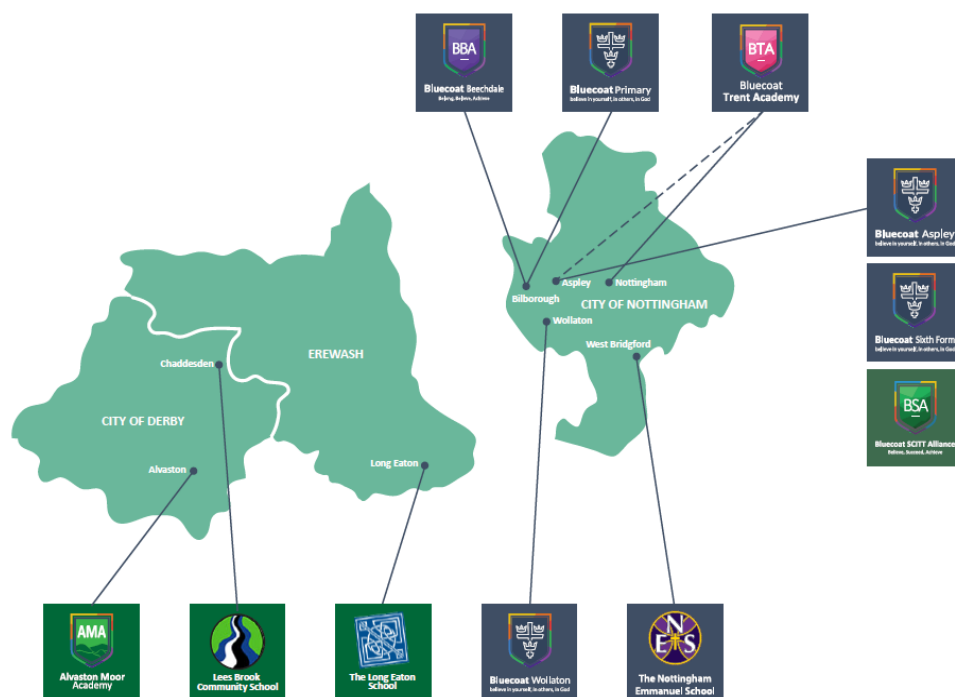 BBA
Bluecoat Beechdale
Belong, Believe, Achieve
Bluecoat Primary
believe in yourself, in others, in God
BTA
Bluecoat
Trent Academy
Bluecoat Aspley
believe in yourself, in others, in God
Aspley
Nottingham
Bilborough
CITY OF NOTTINGHAM
Wollaton
Bluecoat Sixth Form
believe in yourself, in others, in God
West Bridgford
EREWASH
Chaddesden
BSA
Bluecoat SCITT Alliance
Believe, Succeed, Achieve
CITY OF DERBY
Long Eaton
Alvaston
AMA
Alvaston Moor
Academy
Lees Brook
Community School
The Long Eaton
School
Bluecoat Wollaton
believe in yourself, in others, in God
N
E S
The Nottingham
Emmanuel School